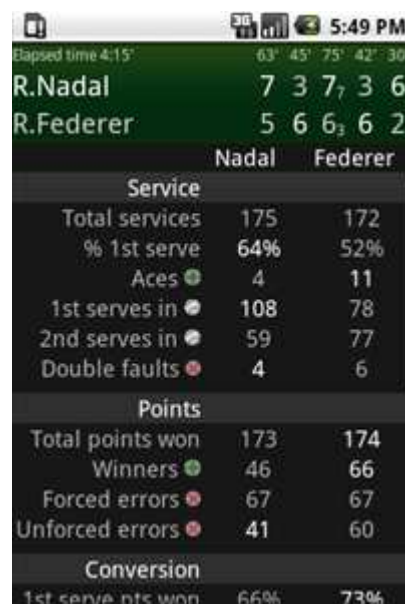 3G 5:49 PM
Elapsed time 4:15' 63' 45' 75' 42' 30
R.Nadal 7 3 7₇ 3 6
R.Federer 5 6 6₃ 6 2
Nadal Federer
Service
Total services 175 172
% 1st serve 64% 52%
Aces 4 11
1st serves in 108 78
2nd serves in 59 77
Double faults 4 6
Points
Total points won 173 174
Winners 46 66
Forced errors 67 67
Unforced errors 41 60
Conversion
1st serve pts won 66% 73%